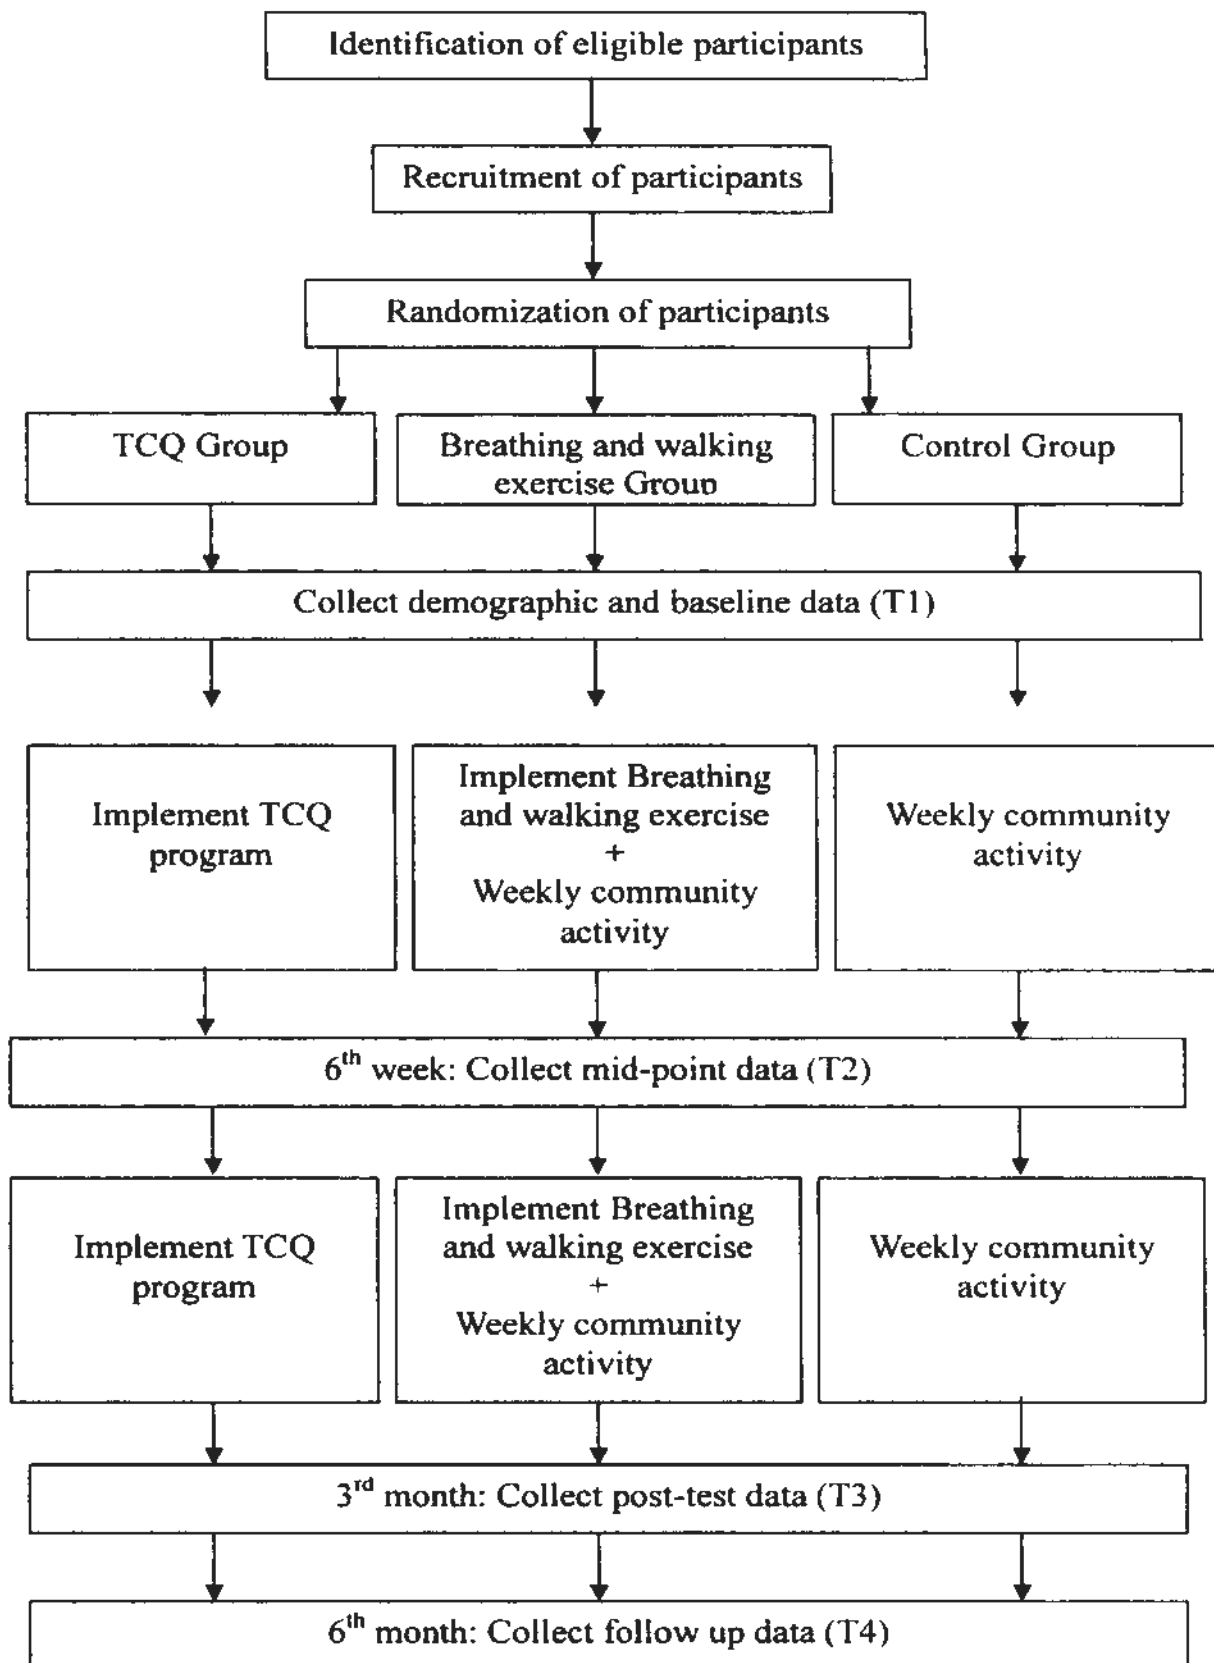 Identification of eligible participants
Recruitment of participants
Randomization of participants
TCQ Group
Breathing and walking
exercise Group
Control Group
Collect demographic and baseline data (T1)
Implement TCQ
program
Implement Breathing
and walking exercise
+
Weekly community
activity
Weekly community
activity
6th week: Collect mid-point data (T2)
Implement TCQ
program
Implement Breathing
and walking exercise
+
Weekly community
activity
Weekly community
activity
3rd month: Collect post-test data (T3)
6th month: Collect follow up data (T4)